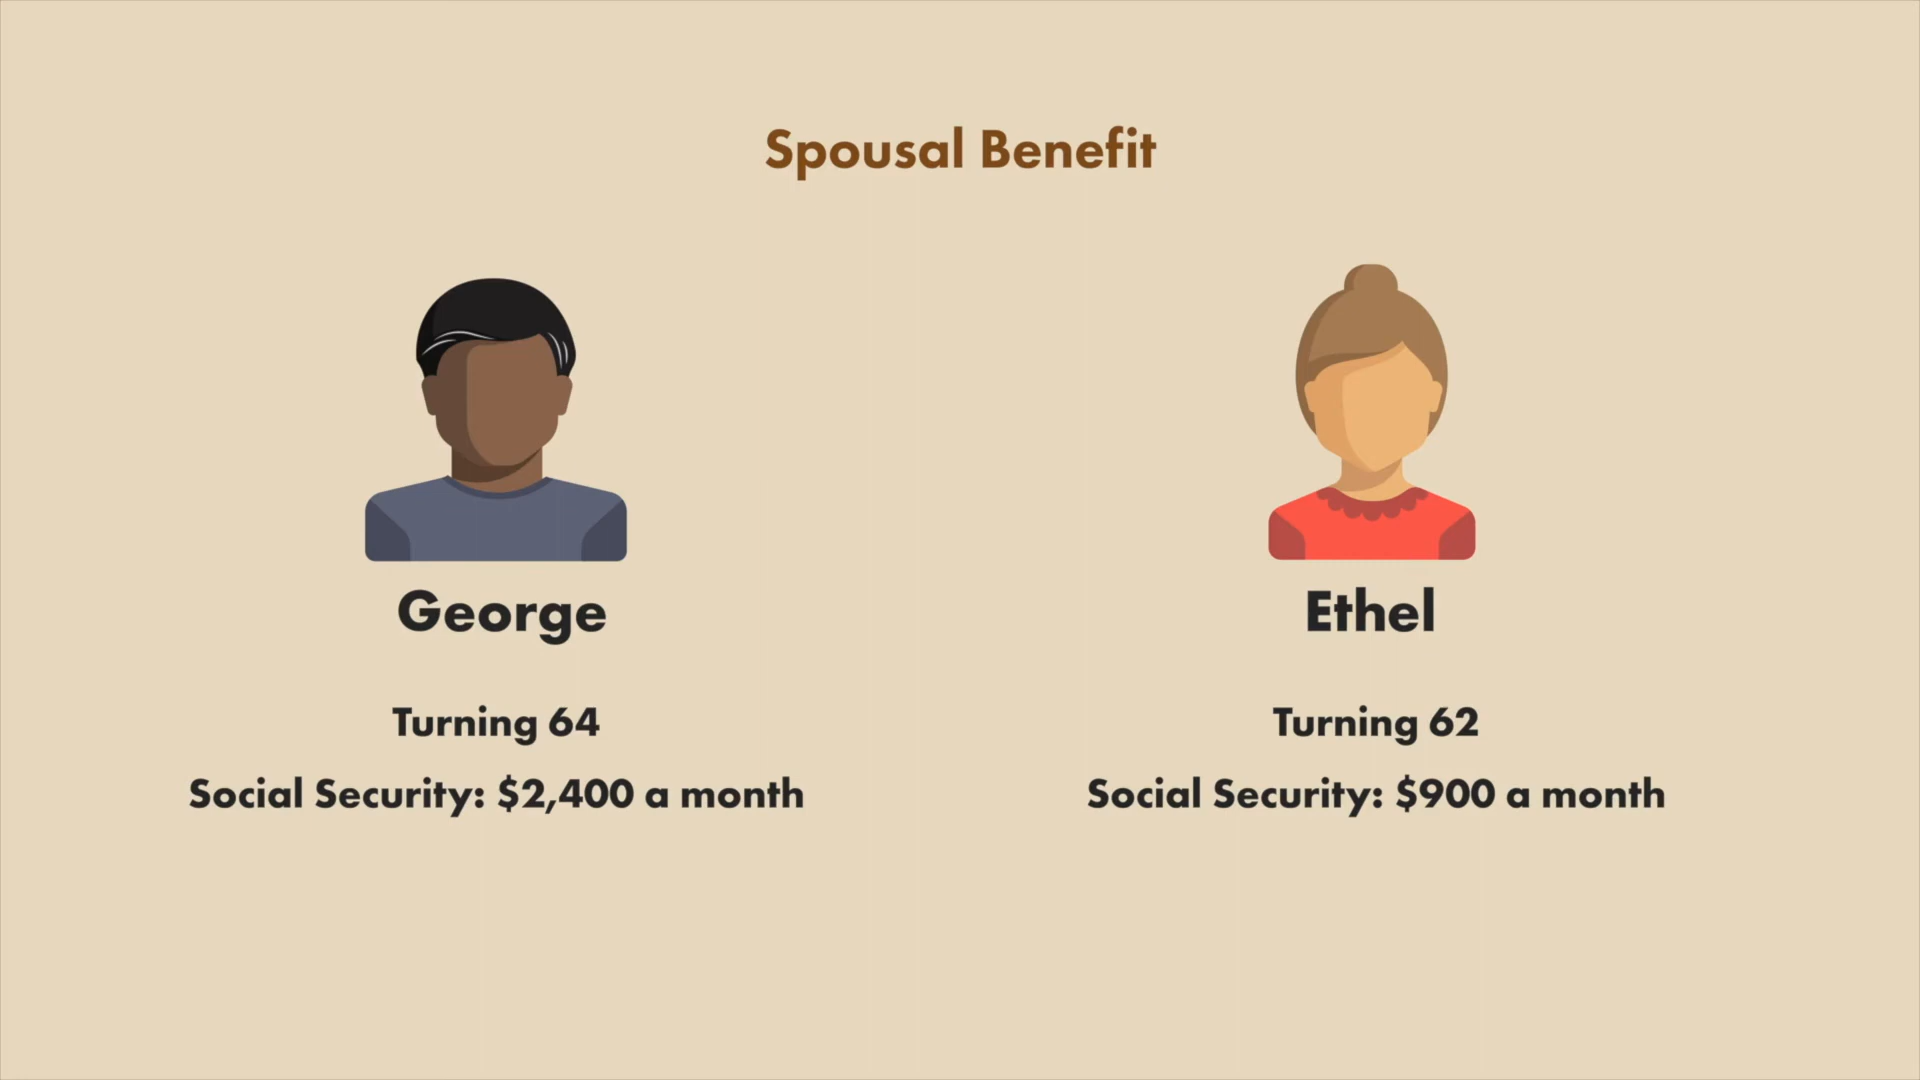 Spousal Benefit
George
Ethel
Turning 64
Turning 62
Social Security: $2,400 a month
Social Security: $900 a month